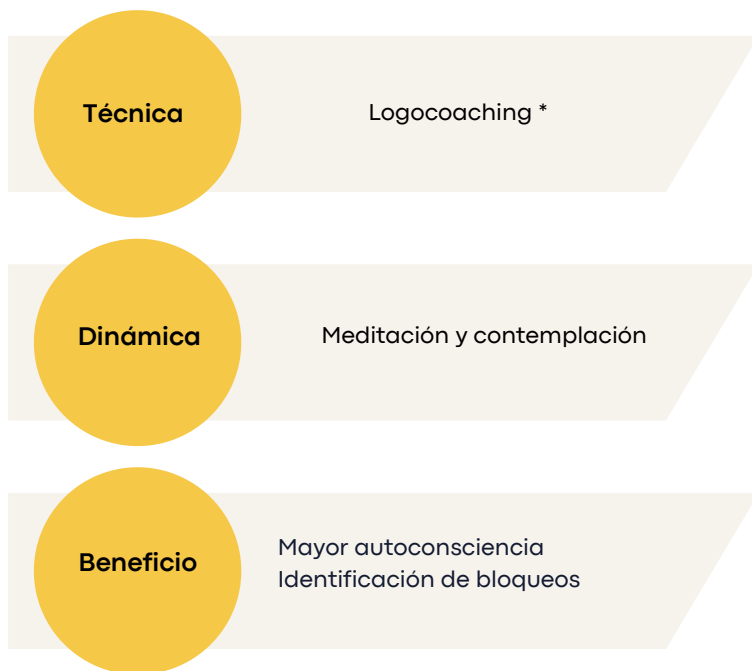 Técnica
Logocoaching *
Dinámica
Meditación y contemplación
Beneficio
Mayor autoconsciencia
Identificación de bloqueos